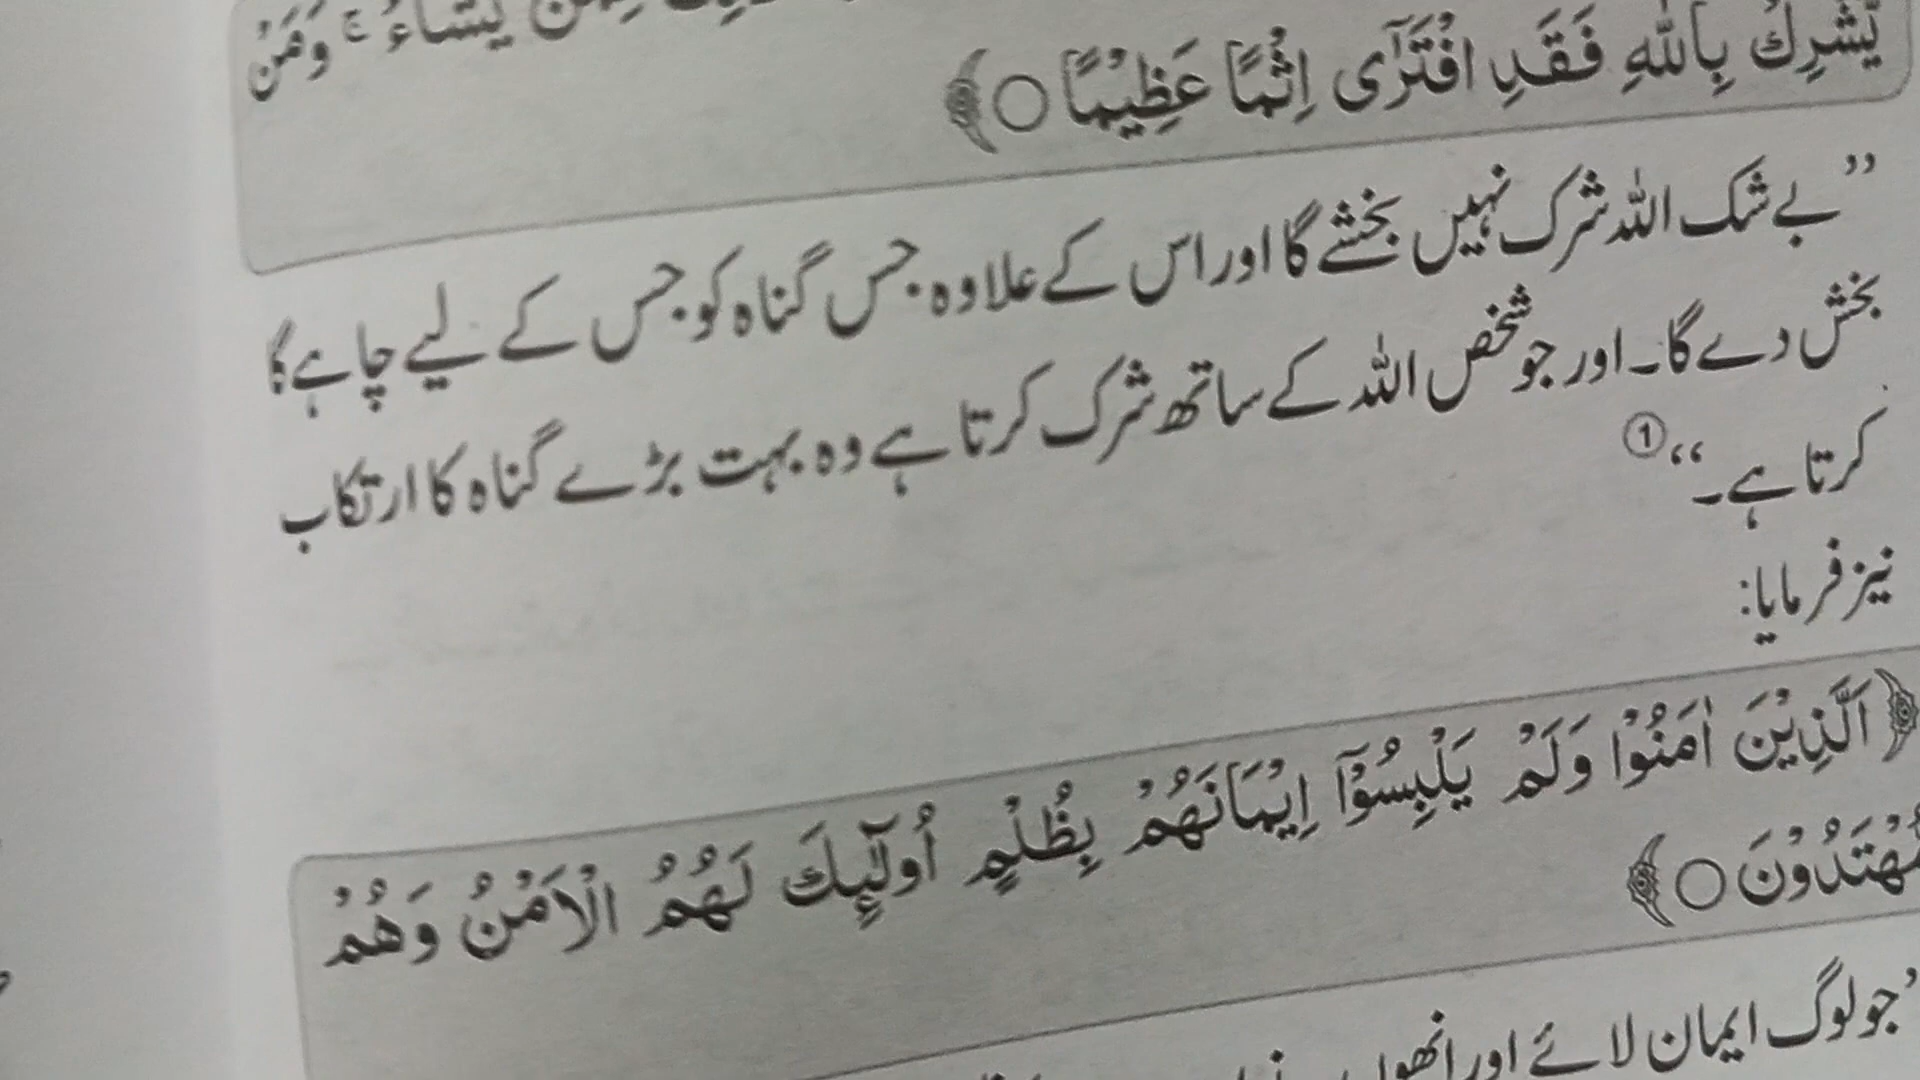 يَّشَآءُ ۚ وَمَنْ
يُّشْرِكْ بِاللّٰهِ فَقَدِ افْتَرٰٓى اِثْمًا عَظِيْمًا ○﴾
’’بے شک اللہ شرک نہیں بخشے گا اور اس کے علاوہ جس گناہ کو جس کے لیے چاہے گا
بخش دے گا۔ اور جو شخص اللہ کے ساتھ شرک کرتا ہے وہ بہت بڑے گناہ کا ارتکاب
کرتا ہے۔‘‘ ①
نیز فرمایا:
﴿اَلَّذِيْنَ اٰمَنُوْا وَلَمْ يَلْبِسُوْٓا اِيْمَانَهُمْ بِظُلْمٍ اُولٰٓئِكَ لَهُمُ الْاَمْنُ وَهُمْ
مُّهْتَدُوْنَ ○﴾
’جو لوگ ایمان لائے اور انھوں